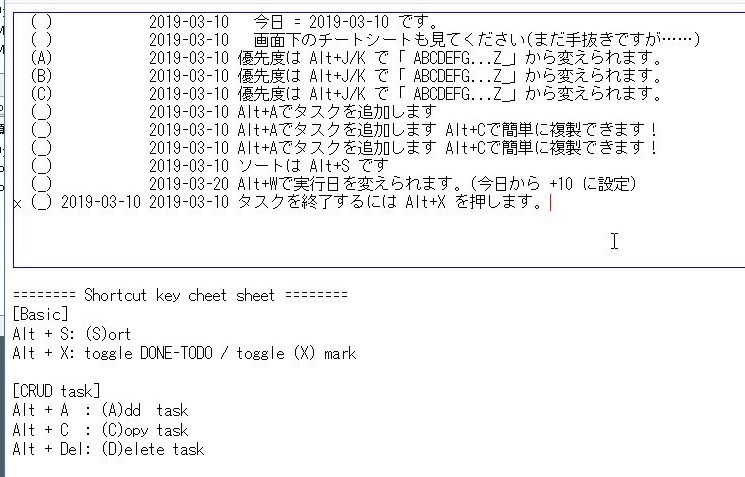 ( ) 2019-03-10 今日 = 2019-03-10 です。
( ) 2019-03-10 画面下のチートシートも見てください(まだ手抜きですが……)
(A) 2019-03-10 優先度は Alt+J/K で「 ABCDEFG...Z_」から変えられます。
(B) 2019-03-10 優先度は Alt+J/K で「 ABCDEFG...Z_」から変えられます。
(C) 2019-03-10 優先度は Alt+J/K で「 ABCDEFG...Z_」から変えられます。
(_) 2019-03-10 Alt+Aでタスクを追加します
(_) 2019-03-10 Alt+Aでタスクを追加します Alt+Cで簡単に複製できます！
(_) 2019-03-10 Alt+Aでタスクを追加します Alt+Cで簡単に複製できます！
(_) 2019-03-10 ソートは Alt+S です
(_) 2019-03-20 Alt+Wで実行日を変えられます。(今日から +10 に設定)
x (_) 2019-03-10 2019-03-10 タスクを終了するには Alt+X を押します。
======== Shortcut key cheet sheet ========
[Basic]
Alt + S: (S)ort
Alt + X: toggle DONE-TODO / toggle (X) mark
[CRUD task]
Alt + A : (A)dd task
Alt + C : (C)opy task
Alt + Del: (D)elete task